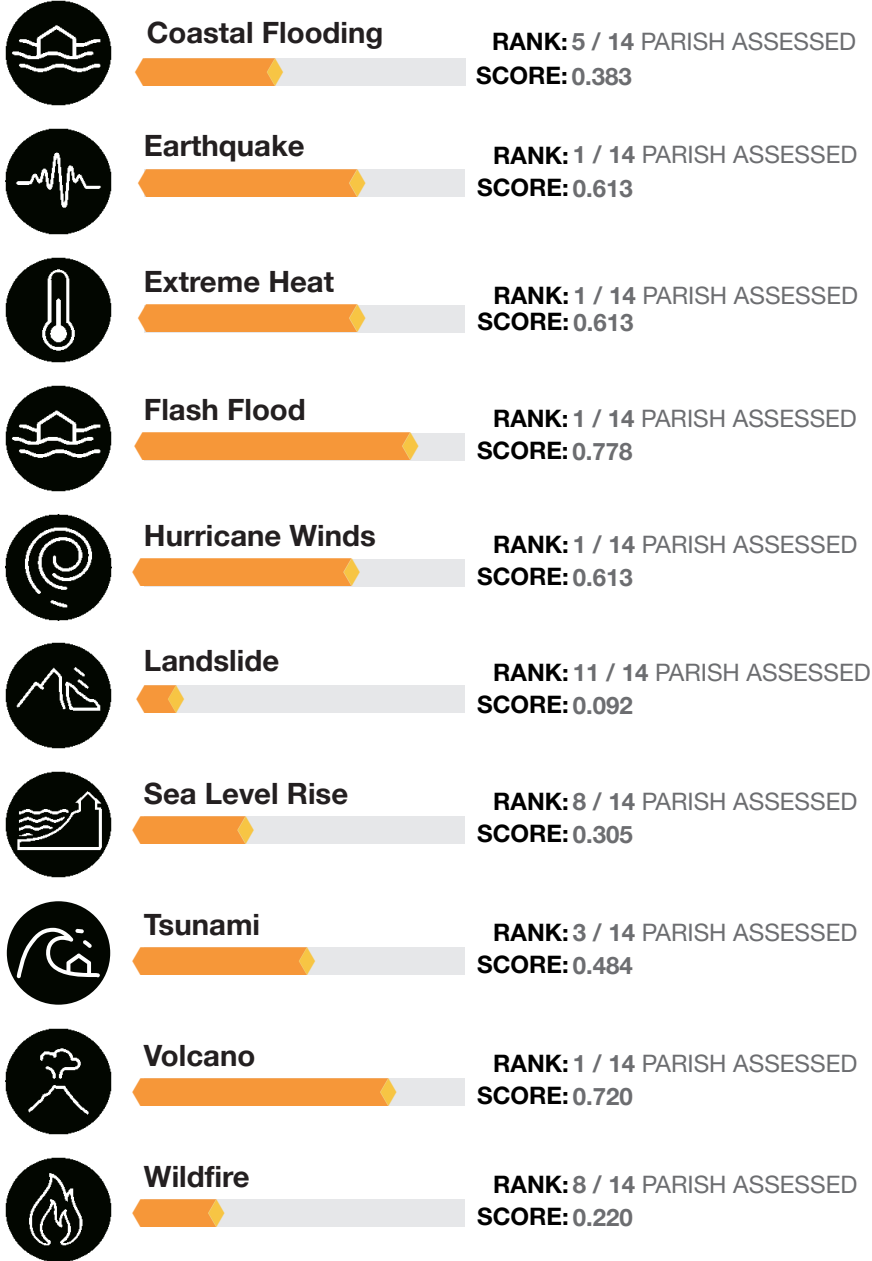 Coastal Flooding
RANK: 5 / 14 PARISH ASSESSED
SCORE: 0.383
Earthquake
RANK: 1 / 14 PARISH ASSESSED
SCORE: 0.613
Extreme Heat
RANK: 1 / 14 PARISH ASSESSED
SCORE: 0.613
Flash Flood
RANK: 1 / 14 PARISH ASSESSED
SCORE: 0.778
Hurricane Winds
RANK: 1 / 14 PARISH ASSESSED
SCORE: 0.613
Landslide
RANK: 11 / 14 PARISH ASSESSED
SCORE: 0.092
Sea Level Rise
RANK: 8 / 14 PARISH ASSESSED
SCORE: 0.305
Tsunami
RANK: 3 / 14 PARISH ASSESSED
SCORE: 0.484
Volcano
RANK: 1 / 14 PARISH ASSESSED
SCORE: 0.720
Wildfire
RANK: 8 / 14 PARISH ASSESSED
SCORE: 0.220